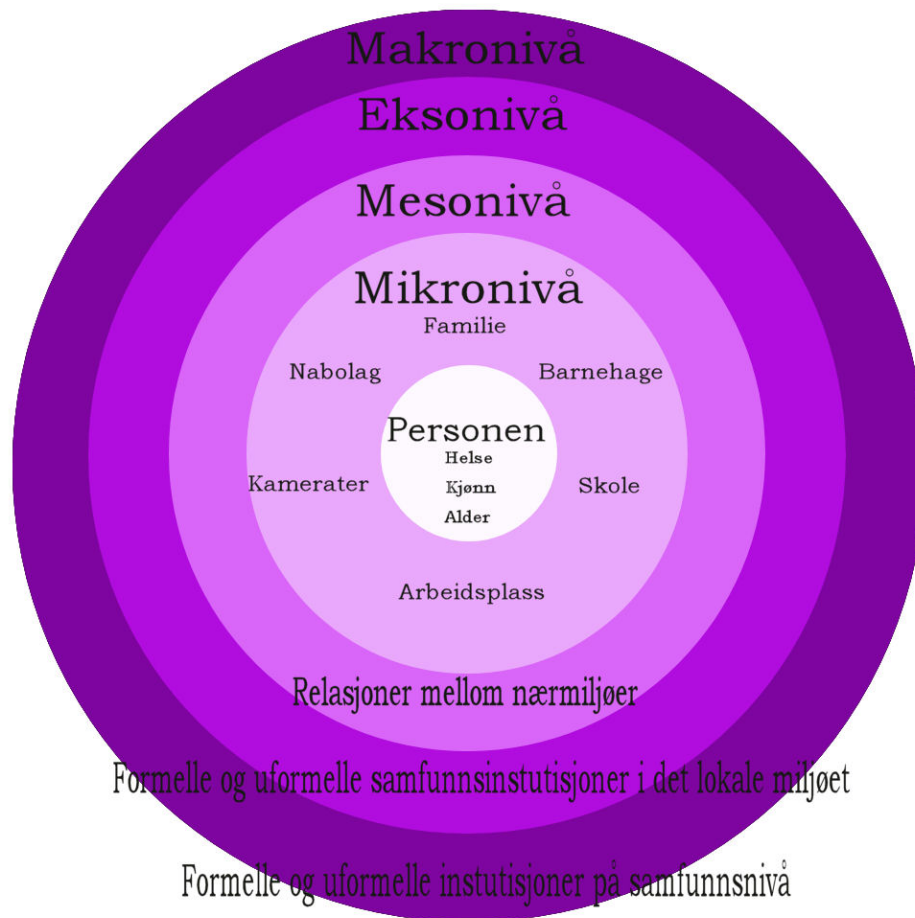 Makronivå
Eksonivå
Mesonivå
Mikronivå
Familie
Nabolag
Barnehage
Personen
Helse
Kjønn
Alder
Kamerater
Skole
Arbeidsplass
Relasjoner mellom nærmiljøer
Formelle og uformelle samfunnsinstutisjoner i det lokale miljøet
Formelle og uformelle instutisjoner på samfunnsnivå